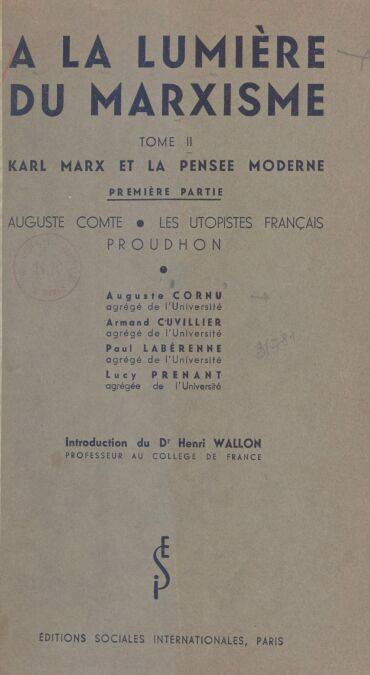 A LA LUMIÈRE
DU MARXISME
TOME II
KARL MARX ET LA PENSEE MODERNE
PREMIÈRE PARTIE
AUGUSTE COMTE ● LES UTOPISTES FRANÇAIS
PROUDHON
Auguste CORNU
agrégé de l'Université
Armand CUVILLIER
agrégé de l'Université
Paul LABÉRENNE
agrégé de l'Université
Lucy PRENANT
agrégée de l'Université
Introduction du Dr Henri WALLON
PROFESSEUR AU COLLEGE DE FRANCE
ESi
ÉDITIONS SOCIALES INTERNATIONALES, PARIS